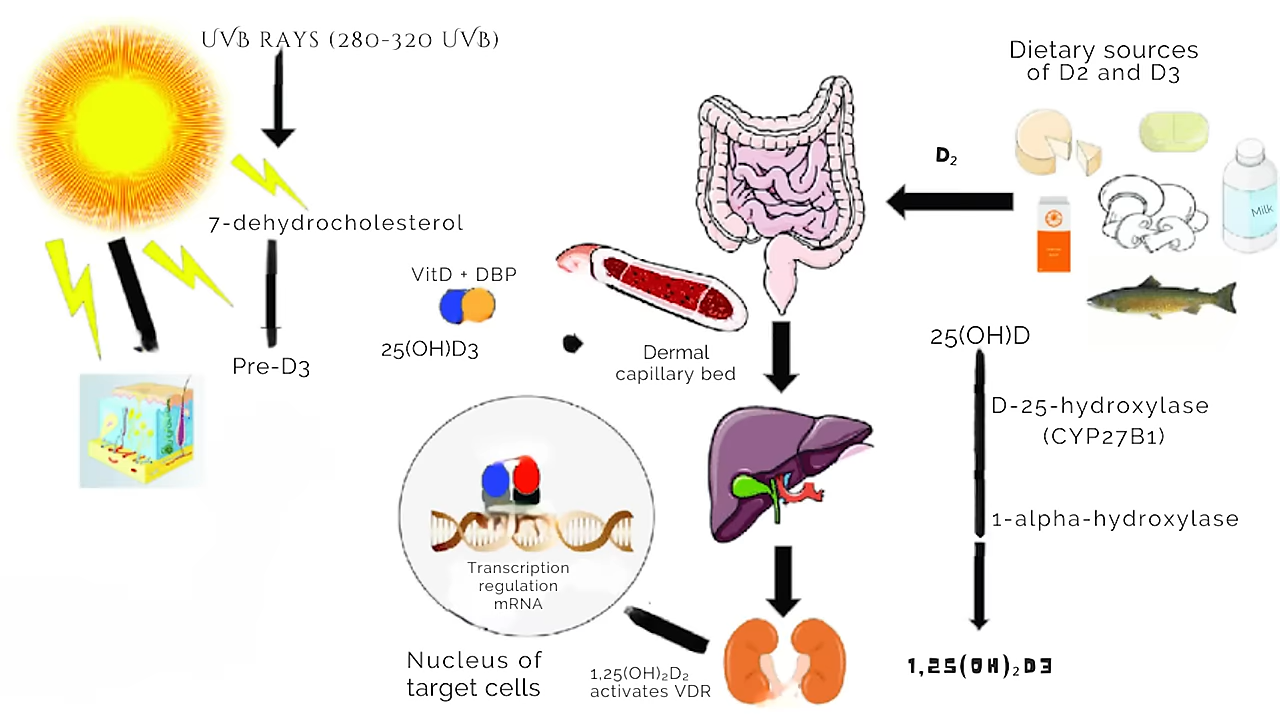 UVB RAYS (280-320 UVB)
7-dehydrocholesterol
Pre-D3
VitD + DBP
25(OH)D3
Dermal
capillary bed
Transcription
regulation
mRNA
Nucleus of
target cells
1,25(OH)₂D₂
activates VDR
Dietary sources
of D2 and D3
D₂
Milk
25(OH)D
D-25-hydroxylase
(CYP27B1)
1-alpha-hydroxylase
1,25(OH)₂D3